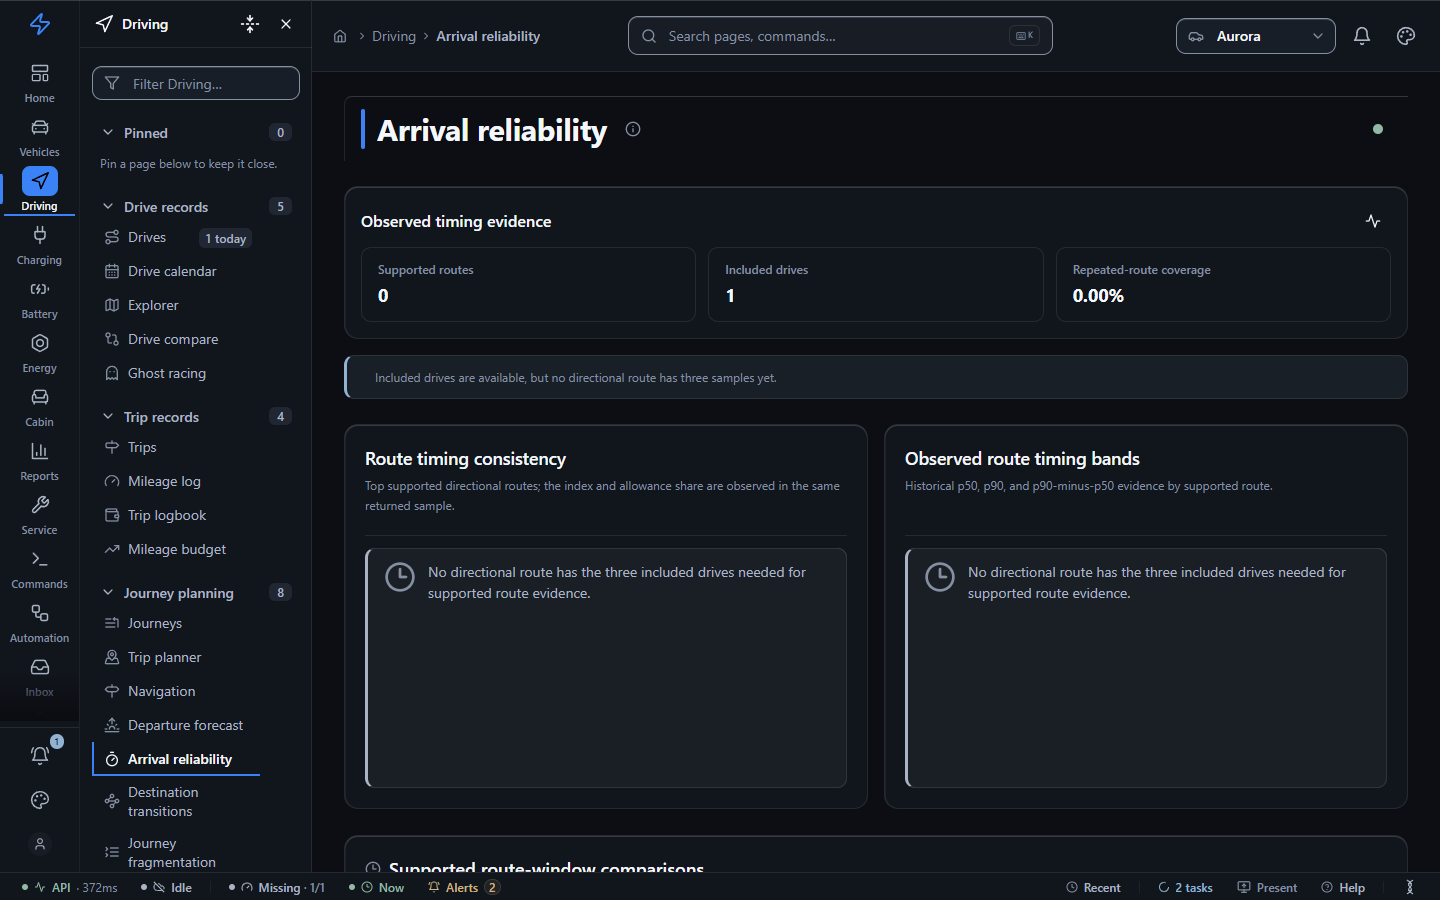 Driving
Home
Vehicles
Driving
Charging
Battery
Energy
Cabin
Reports
Service
Commands
Automation
Inbox
1
Filter Driving...
Pinned 0
Pin a page below to keep it close.
Drive records 5
Drives 1 today
Drive calendar
Explorer
Drive compare
Ghost racing
Trip records 4
Trips
Mileage log
Trip logbook
Mileage budget
Journey planning 8
Journeys
Trip planner
Navigation
Departure forecast
Arrival reliability
Destination
transitions
Journey
fragmentation
Driving Arrival reliability
Search pages, commands... K
Aurora
Arrival reliability
Observed timing evidence
Supported routes
0
Included drives
1
Repeated-route coverage
0.00%
Included drives are available, but no directional route has three samples yet.
Route timing consistency
Top supported directional routes; the index and allowance share are observed in the same
returned sample.
No directional route has the three included drives needed for
supported route evidence.
Observed route timing bands
Historical p50, p90, and p90-minus-p50 evidence by supported route.
No directional route has the three included drives needed for
supported route evidence.
Supported route-window comparisons
API · 372ms Idle Missing · 1/1 Now Alerts 2 Recent 2 tasks Present Help